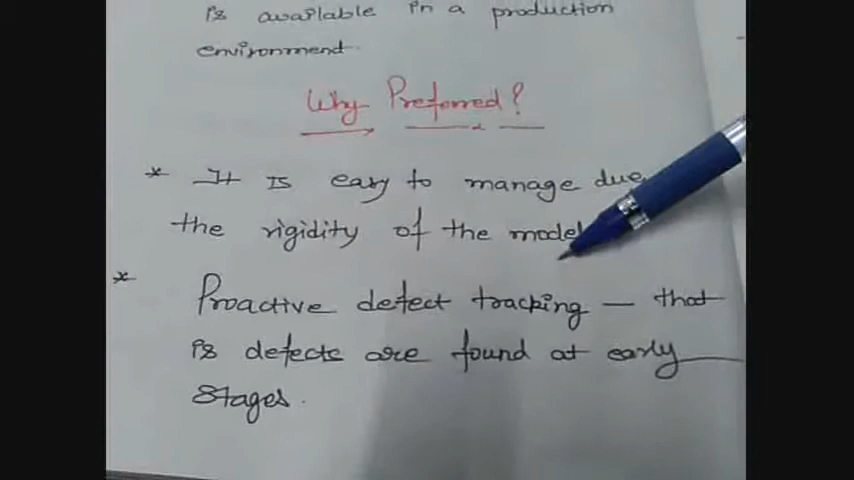 is available in a production
environment.
Why Preferred?
* It is easy to manage due
the rigidity of the model
* Proactive defect tracking — that
is defects are found at early
stages.